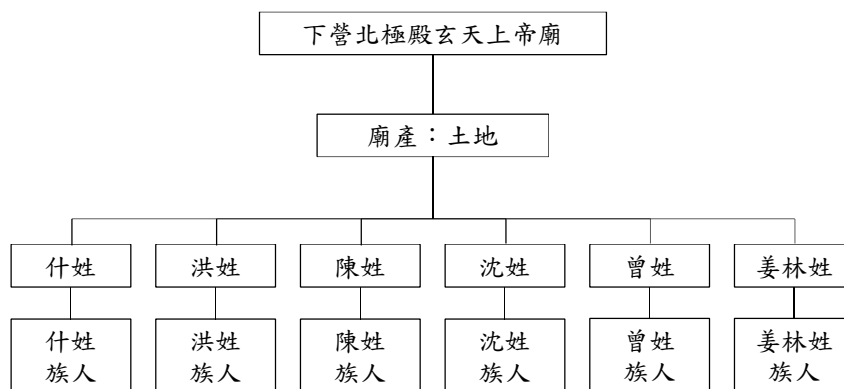 下營北極殿玄天上帝廟
廟產：土地
什姓
洪姓
陳姓
沈姓
曾姓
姜林姓
什姓
族人
洪姓
族人
陳姓
族人
沈姓
族人
曾姓
族人
姜林姓
族人